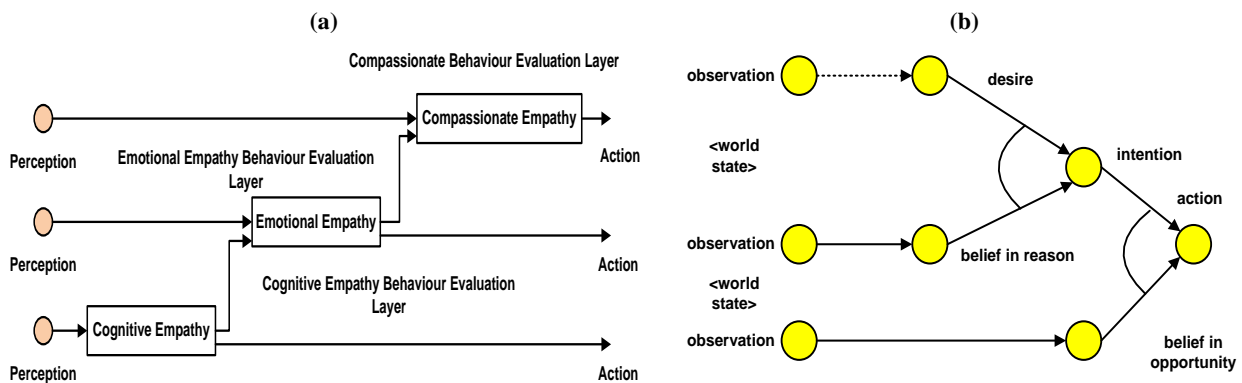 (a)
Compassionate Behaviour Evaluation Layer
Compassionate Empathy
Perception
Action
Emotional Empathy Behaviour Evaluation
Layer
Emotional Empathy
Perception
Action
Cognitive Empathy Behaviour Evaluation
Layer
Cognitive Empathy
Perception
Action
(b)
observation
desire
<world
state>
intention
action
observation
belief in reason
<world
state>
observation
belief in
opportunity